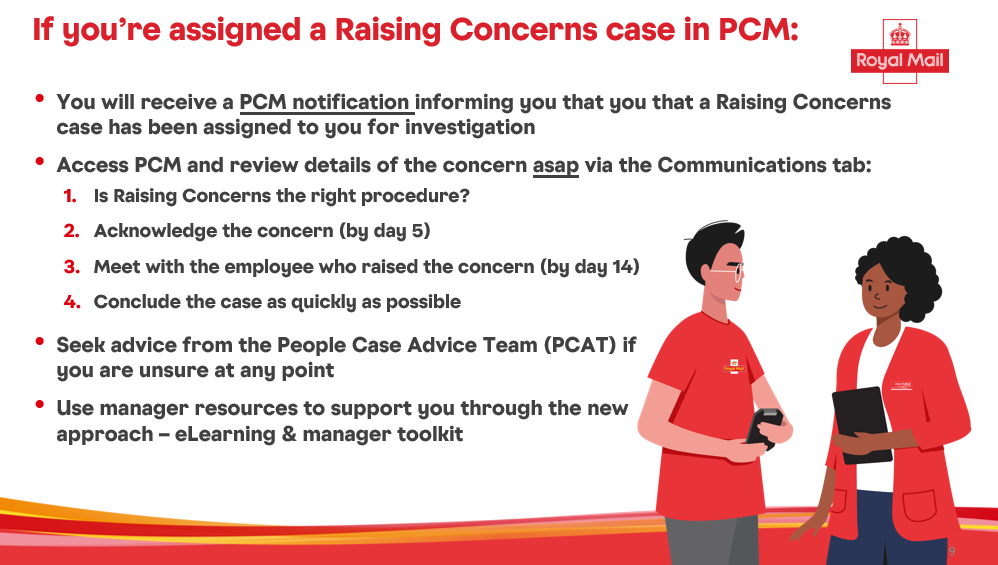 If you're assigned a Raising Concerns case in PCM:
Royal Mail
• You will receive a PCM notification informing you that you that a Raising Concerns
case has been assigned to you for investigation
• Access PCM and review details of the concern asap via the Communications tab:
1. Is Raising Concerns the right procedure?
2. Acknowledge the concern (by day 5)
3. Meet with the employee who raised the concern (by day 14)
4. Conclude the case as quickly as possible
• Seek advice from the People Case Advice Team (PCAT) if
you are unsure at any point
• Use manager resources to support you through the new
approach – eLearning & manager toolkit
Royal Mail
9